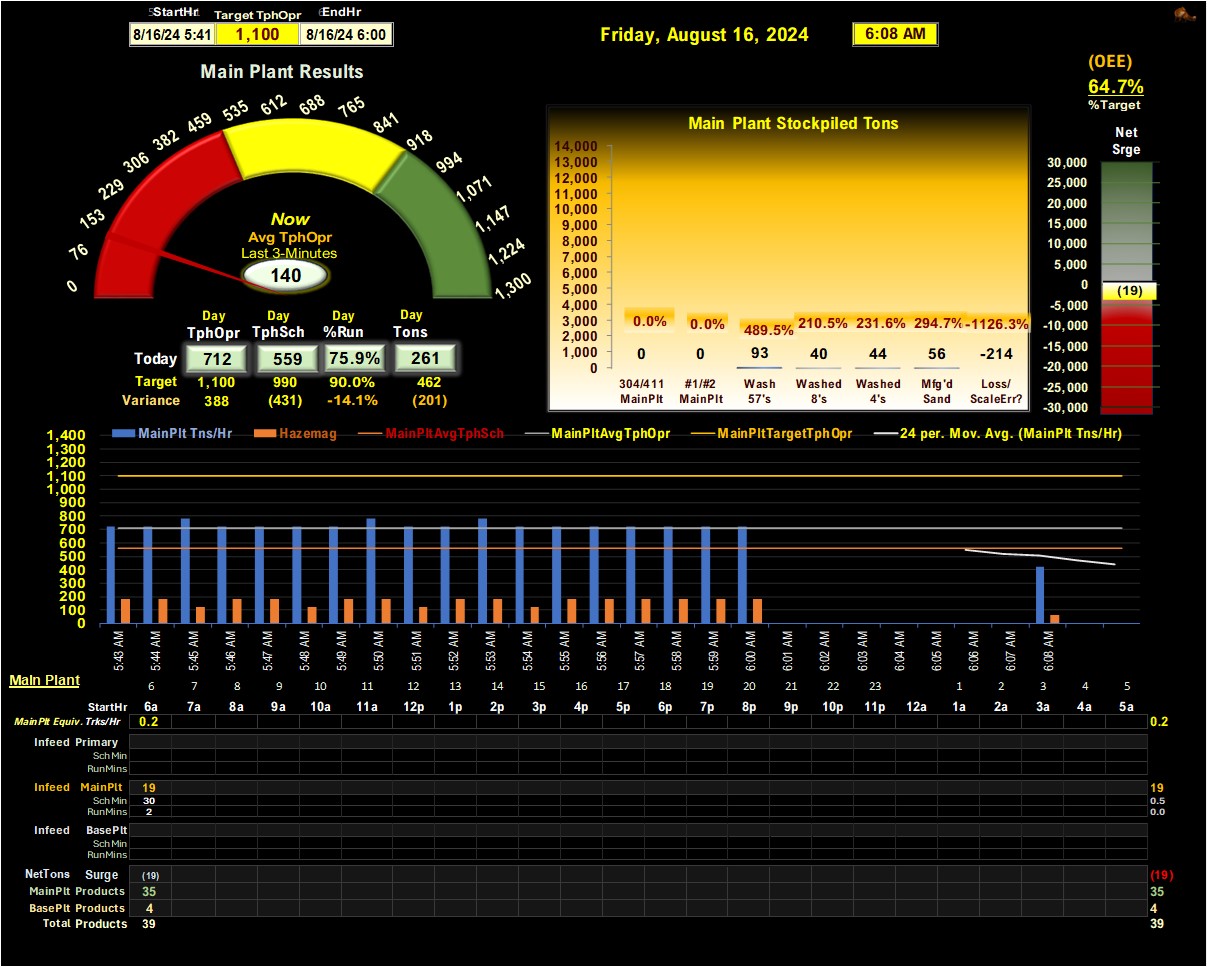 StartHr Target TphOpr EndHr
8/16/24 5:41 1,100 8/16/24 6:00
Friday, August 16, 2024 6:08 AM
(OEE)
64.7%
%Target
Net
Srge
30,000
25,000
20,000
15,000
10,000
5,000
0
-5,000
-10,000
-15,000
-20,000
-25,000
-30,000
(19)
Main Plant Results
0
76
153
229
306
382
459
535
612
688
765
841
918
994
1,071
1,147
1,224
1,300
Now
Avg TphOpr
Last 3-Minutes
140
Day Day Day Day
TphOpr TphSch %Run Tons
Today 712 559 75.9% 261
Target 1,100 990 90.0% 462
Variance 388 (431) -14.1% (201)
Main Plant Stockpiled Tons
14,000
13,000
12,000
11,000
10,000
9,000
8,000
7,000
6,000
5,000
4,000
3,000
2,000
1,000
0
0.0% 0.0% 489.5% 210.5% 231.6% 294.7% -1126.3%
0 0 93 40 44 56 -214
304/411 #1/#2 Wash Washed Washed Mfg'd Loss/
MainPlt MainPlt 57's 8's 4's Sand ScaleErr?
MainPlt Tns/Hr Hazemag MainPltAvgTphSch MainPltAvgTphOpr MainPltTargetTphOpr 24 per. Mov. Avg. (MainPlt Tns/Hr)
1,400
1,300
1,200
1,100
1,000
900
800
700
600
500
400
300
200
100
0
5:43 AM 5:44 AM 5:45 AM 5:46 AM 5:47 AM 5:48 AM 5:49 AM 5:50 AM 5:51 AM 5:52 AM 5:53 AM 5:54 AM 5:55 AM 5:56 AM 5:57 AM 5:58 AM 5:59 AM 6:00 AM 6:01 AM 6:02 AM 6:03 AM 6:04 AM 6:05 AM 6:06 AM 6:07 AM 6:08 AM
Main Plant
6 7 8 9 10 11 12 13 14 15 16 17 18 19 20 21 22 23 1 2 3 4 5
StartHr 6a 7a 8a 9a 10a 11a 12p 1p 2p 3p 4p 5p 6p 7p 8p 9p 10p 11p 12a 1a 2a 3a 4a 5a
MainPlt Equiv. Trks/Hr 0.2 0.2
Infeed Primary
Sch Min
RunMins
Infeed MainPlt 19 19
Sch Min 30 0.5
RunMins 2 0.0
Infeed BasePlt
Sch Min
RunMins
NetTons Surge (19) (19)
MainPlt Products 35 35
BasePlt Products 4 4
Total Products 39 39